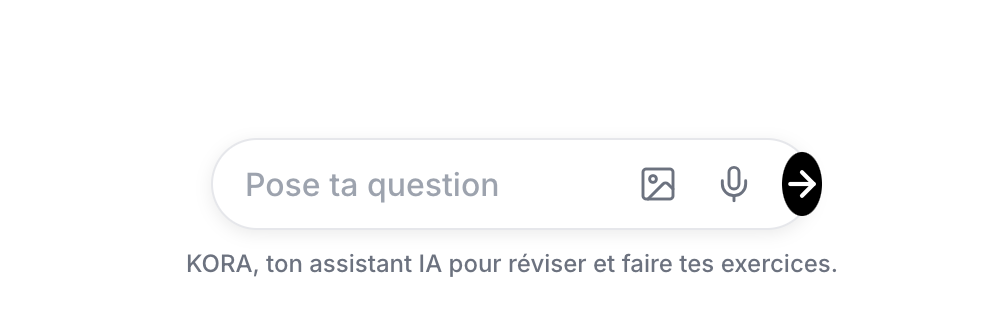 Pose ta question
KORA, ton assistant IA pour réviser et faire tes exercices.